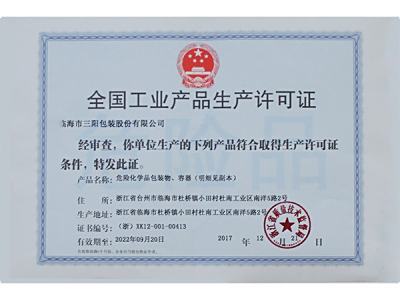 全国工业产品生产许可证
临海市三阳包装股份有限公司
经审查，你单位生产的下列产品符合取得生产许可证
条件，特发此证。
产品名称： 危险化学品包装物、容器（明细见副本）
住 所： 浙江省台州市临海市杜桥镇小田村杜南工业区南洋5路2号
生产地址： 浙江省临海市杜桥镇小田村杜南工业区南洋5路2号
证书编号： （浙）XK12-001-00413
有效期至： 2022年09月20日 2017 年 12 月 21日